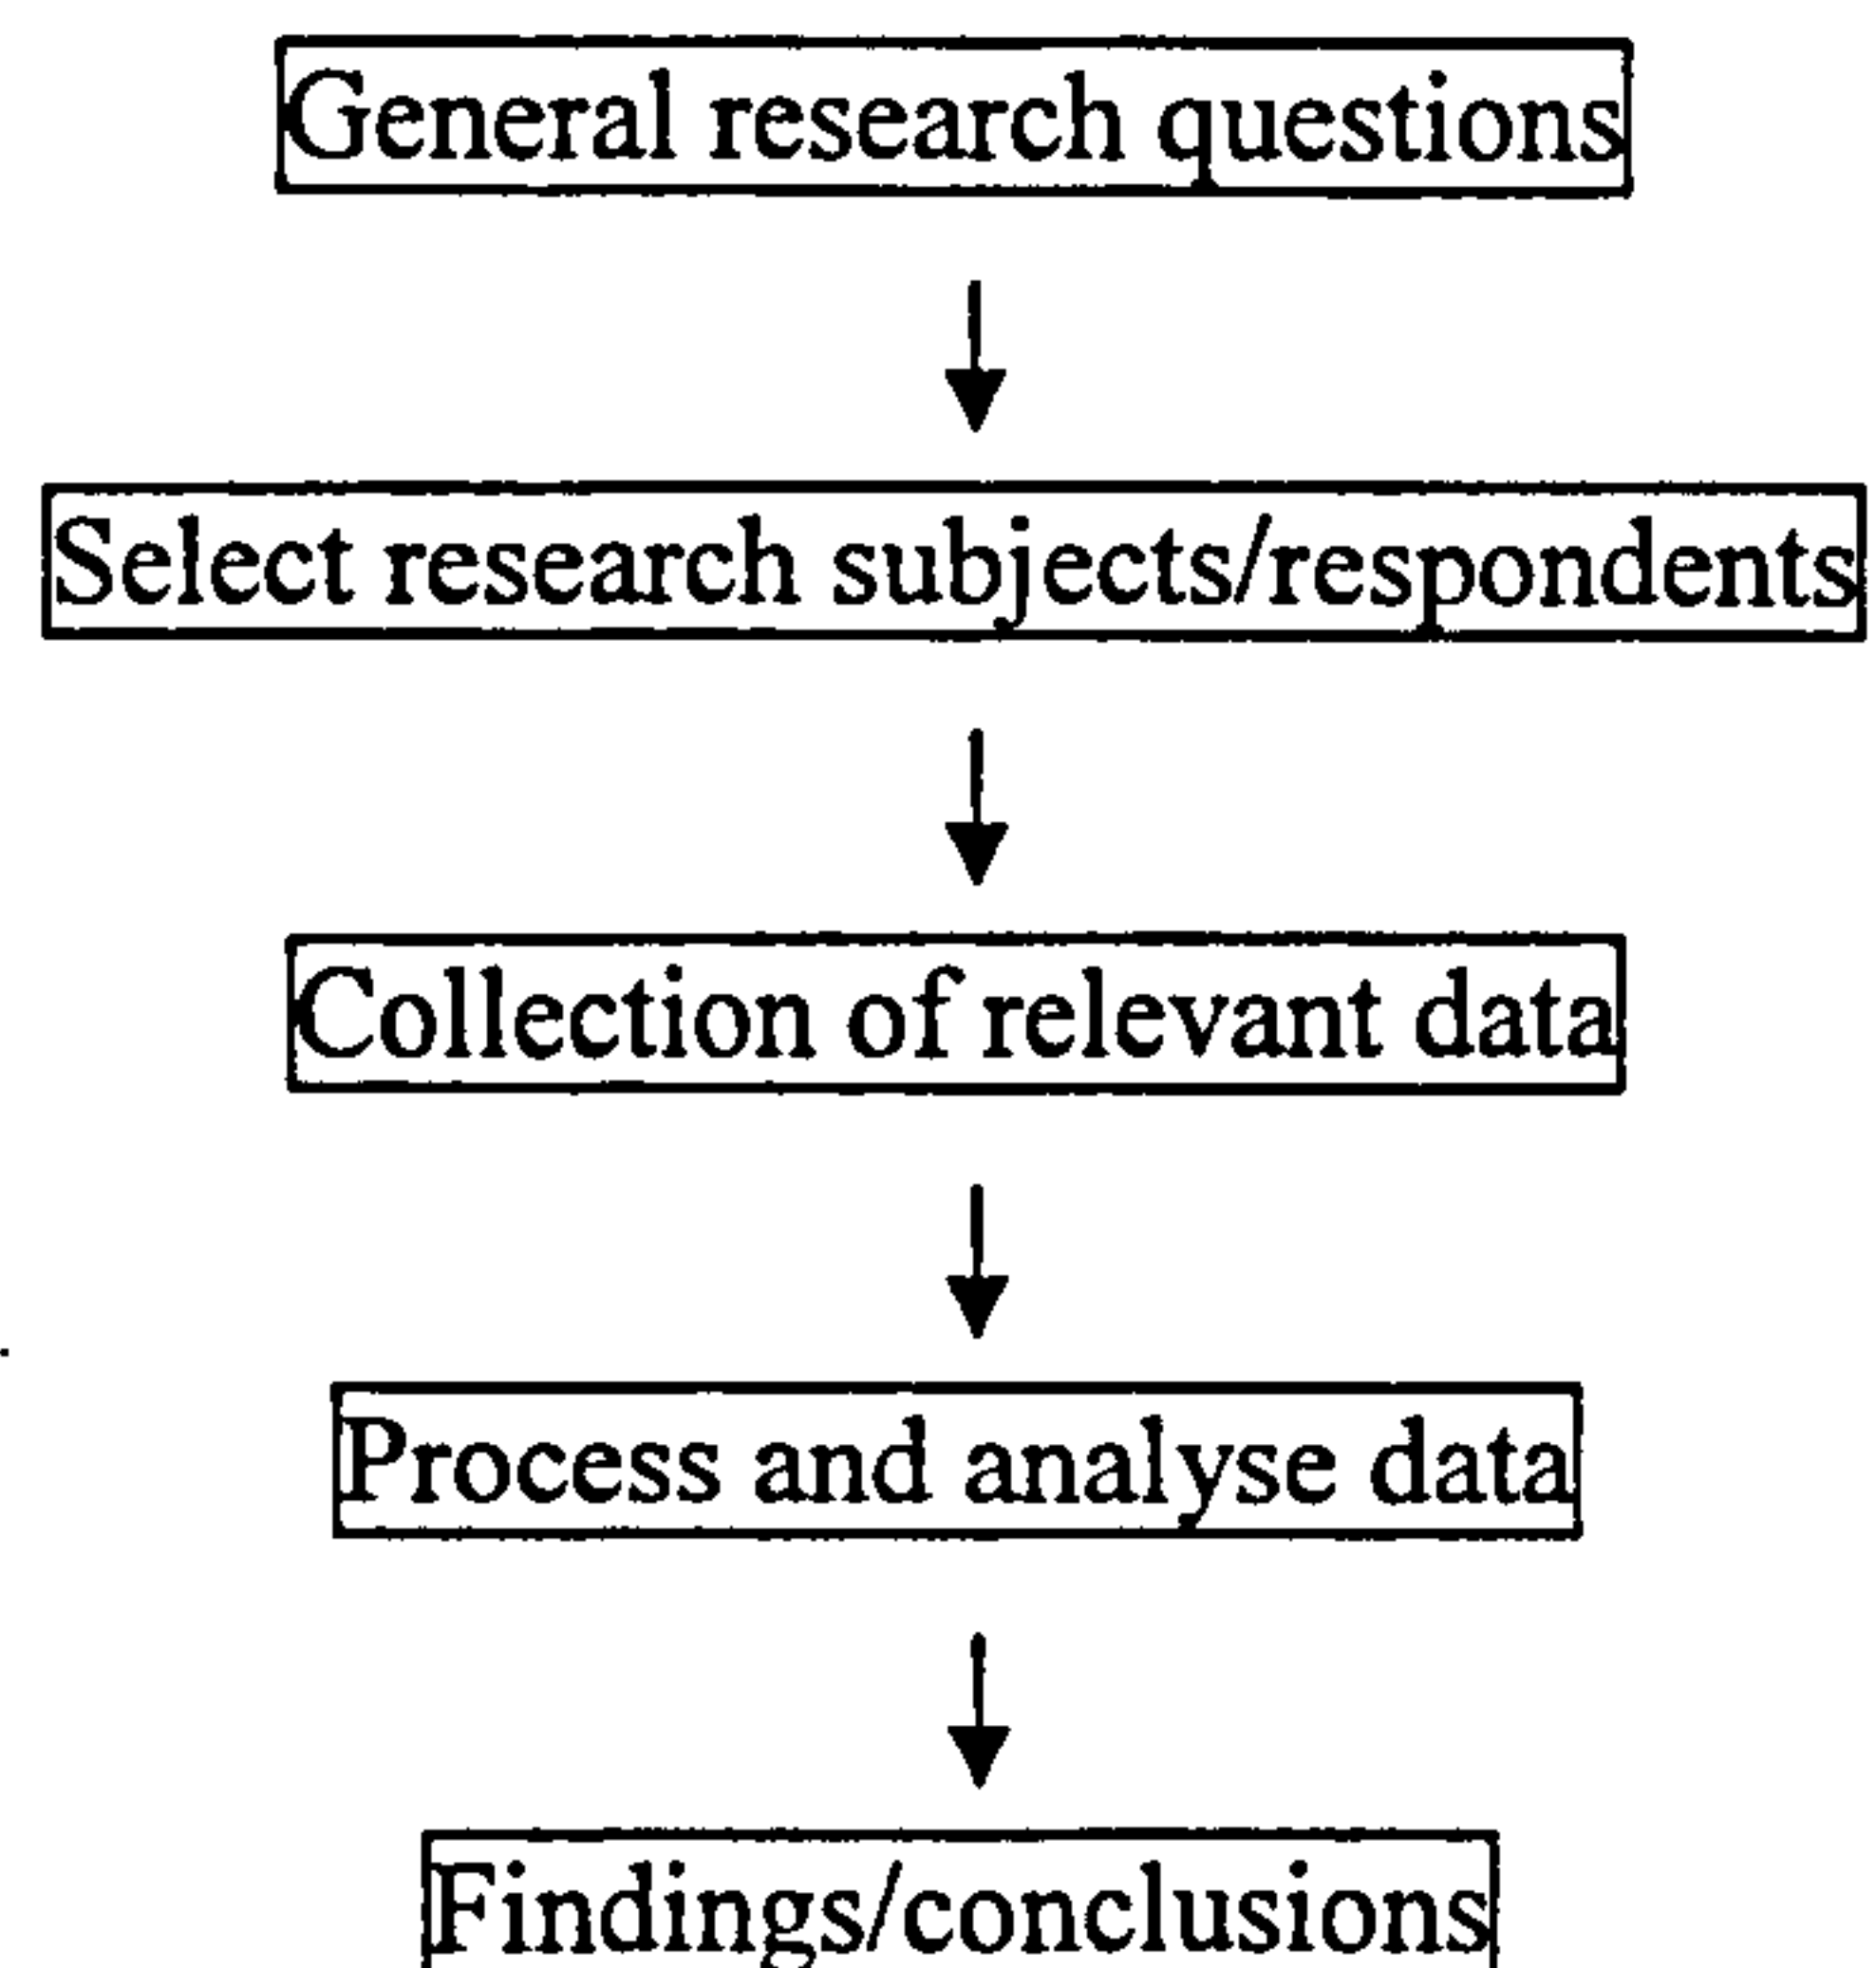 General research questions
Select research subjects/respondents
Collection of relevant data
Process and analyse data
Findings/conclusions